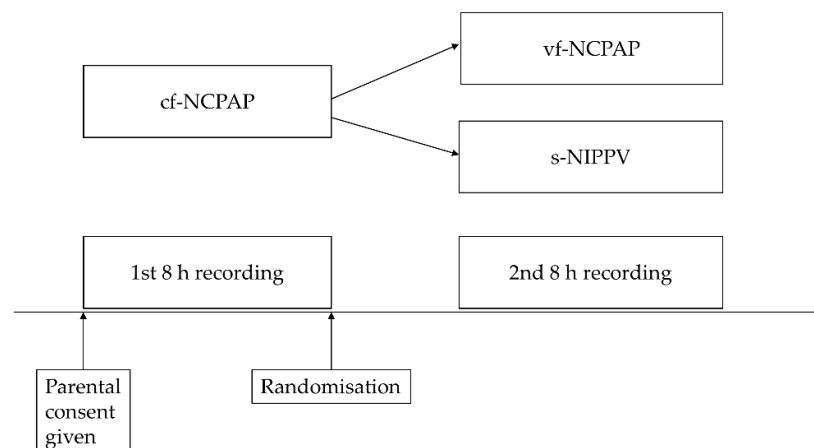 vf-NCPAP
cf-NCPAP
s-NIPPV
1st 8 h recording
2nd 8 h recording
Parental
consent
given
Randomisation